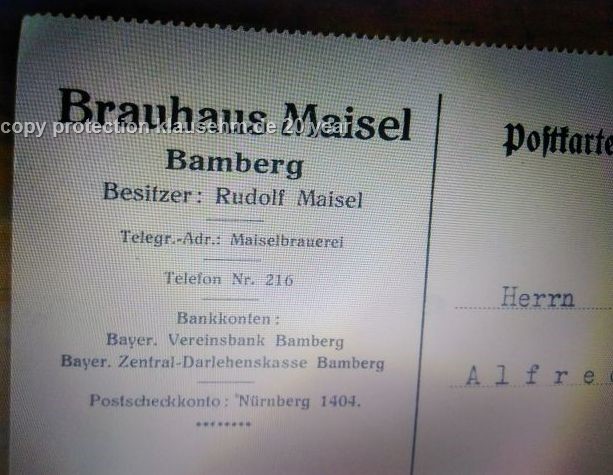 Brauhaus Maisel
copy protection klausehm.de 20 year
Bamberg
Besitzer: Rudolf Maisel
Telegr.-Adr.: Maiselbrauerei
Telefon Nr. 216
Bankkonten:
Bayer. Vereinsbank Bamberg
Bayer. Zentral-Darlehenskasse Bamberg
Postscheckkonto: Nürnberg 1404.
Poſtkarte
Herrn
Alfred